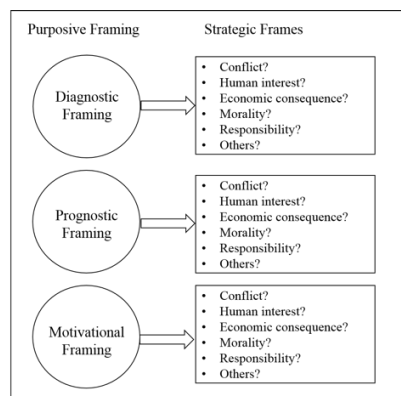 Purposive Framing Strategic Frames
Diagnostic
Framing
• Conflict?
• Human interest?
• Economic consequence?
• Morality?
• Responsibility?
• Others?
Prognostic
Framing
• Conflict?
• Human interest?
• Economic consequence?
• Morality?
• Responsibility?
• Others?
Motivational
Framing
• Conflict?
• Human interest?
• Economic consequence?
• Morality?
• Responsibility?
• Others?